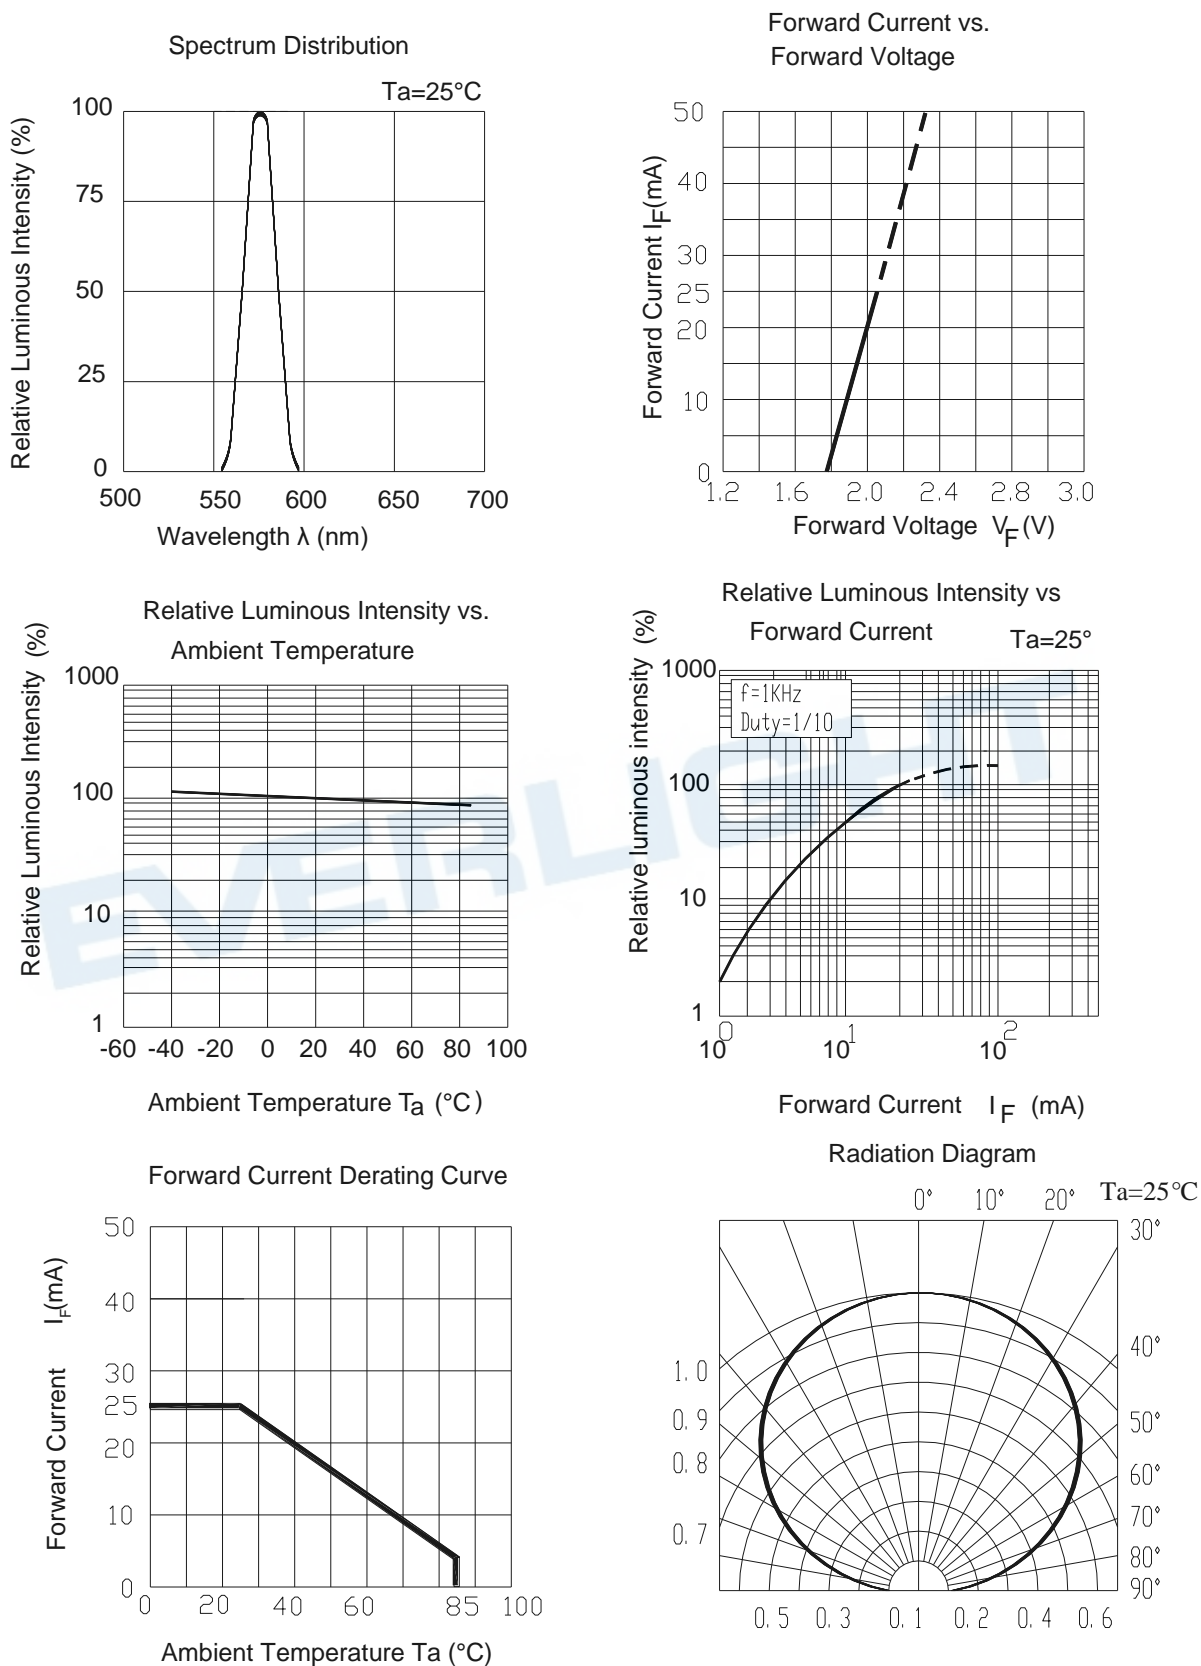 Spectrum Distribution
Ta=25°C
Relative Luminous Intensity (%)
100
75
50
25
0
500 550 600 650 700
Wavelength λ (nm)
Forward Current vs.
Forward Voltage
Forward Current IF(mA)
50
40
30
25
20
10
0
1.2 1.6 2.0 2.4 2.8 3.0
Forward Voltage VF(V)
Relative Luminous Intensity vs.
Ambient Temperature
Relative Luminous Intensity (%)
1000
100
10
1
-60 -40 -20 0 20 40 60 80 100
Ambient Temperature Ta (°C)
Relative Luminous Intensity vs
Forward Current
Ta=25°
Relative luminous intensity (%)
1000
f=1KHz
Duty=1/10
100
10
1
10^0 10^1 10^2
Forward Current IF (mA)
EVERLIGHT
Forward Current Derating Curve
Forward Current IF(mA)
50
40
30
25
20
10
0
0 20 40 60 85 100
Ambient Temperature Ta (°C)
Radiation Diagram
0° 10° 20° Ta=25°C
30°
40°
50°
60°
70°
80°
90°
1.0
0.9
0.8
0.7
0.5 0.3 0.1 0.2 0.4 0.6